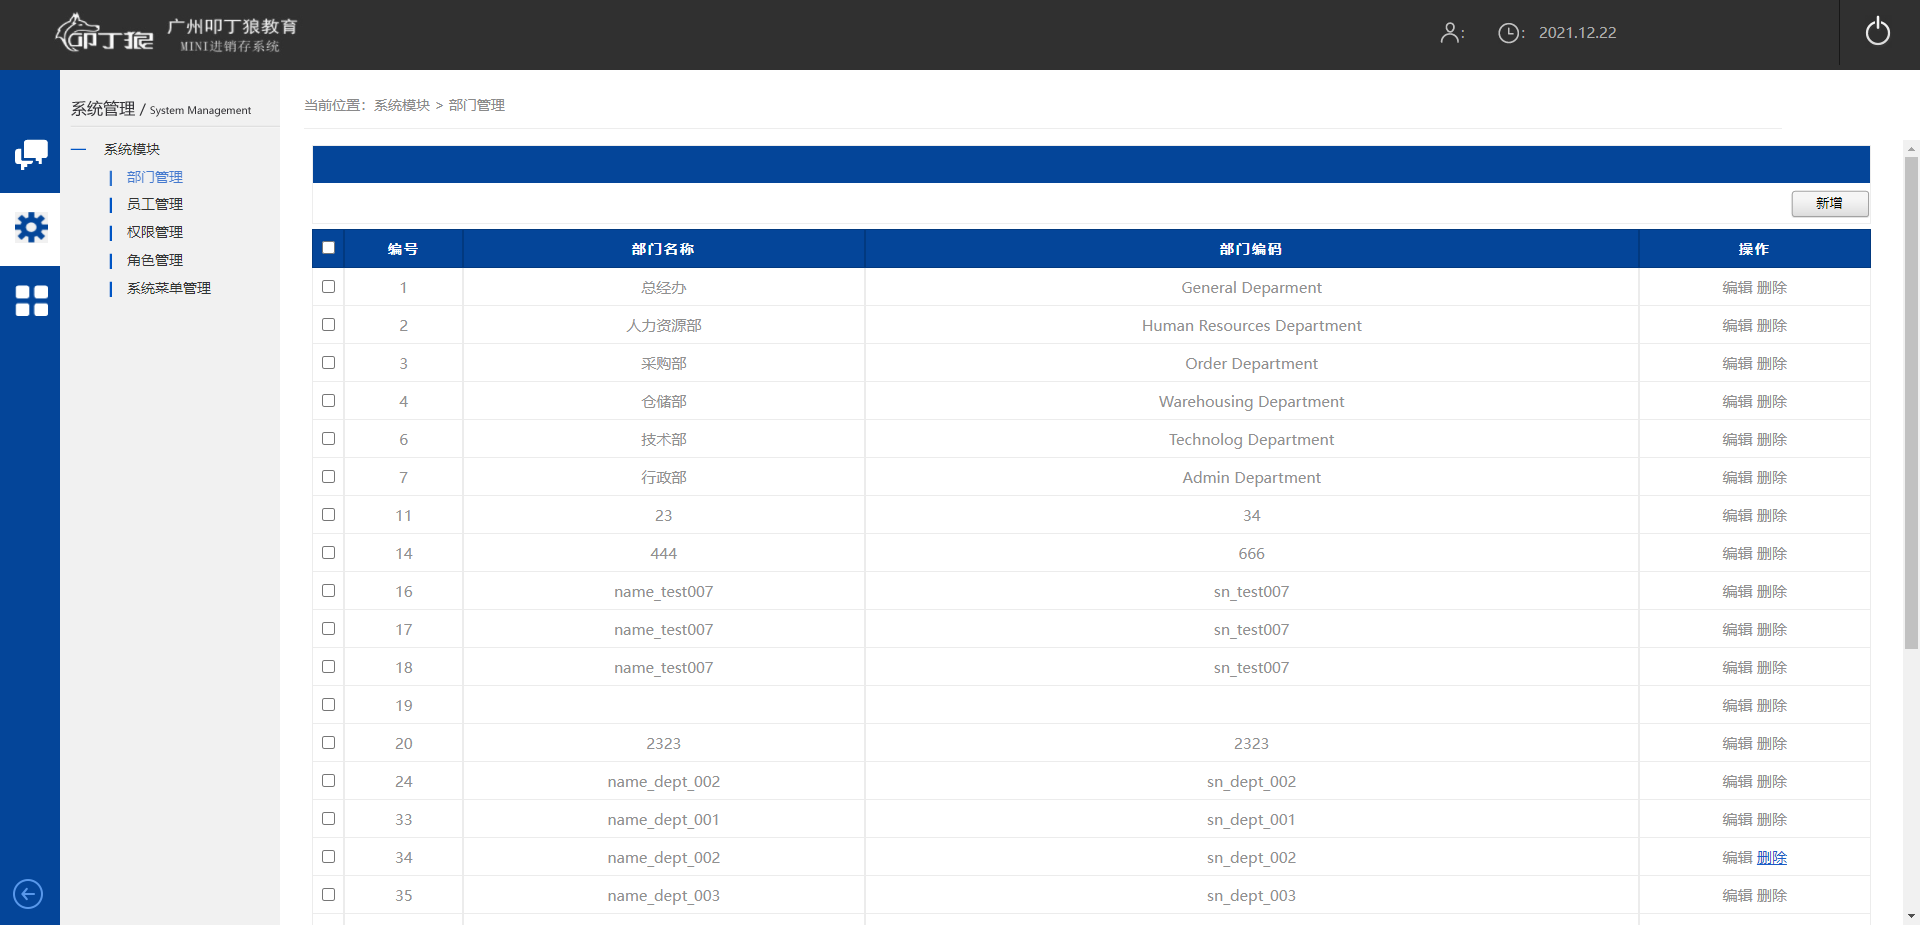 叩丁狼 广州叩丁狼教育
MINI进销存系统
: : 2021.12.22
系统管理 / System Management
系统模块
部门管理
员工管理
权限管理
角色管理
系统菜单管理
当前位置：系统模块 > 部门管理
新增
编号 部门名称 部门编码 操作
1 总经办 General Deparment 编辑 删除
2 人力资源部 Human Resources Department 编辑 删除
3 采购部 Order Department 编辑 删除
4 仓储部 Warehousing Department 编辑 删除
6 技术部 Technolog Department 编辑 删除
7 行政部 Admin Department 编辑 删除
11 23 34 编辑 删除
14 444 666 编辑 删除
16 name_test007 sn_test007 编辑 删除
17 name_test007 sn_test007 编辑 删除
18 name_test007 sn_test007 编辑 删除
19 编辑 删除
20 2323 2323 编辑 删除
24 name_dept_002 sn_dept_002 编辑 删除
33 name_dept_001 sn_dept_001 编辑 删除
34 name_dept_002 sn_dept_002 编辑 删除
35 name_dept_003 sn_dept_003 编辑 删除